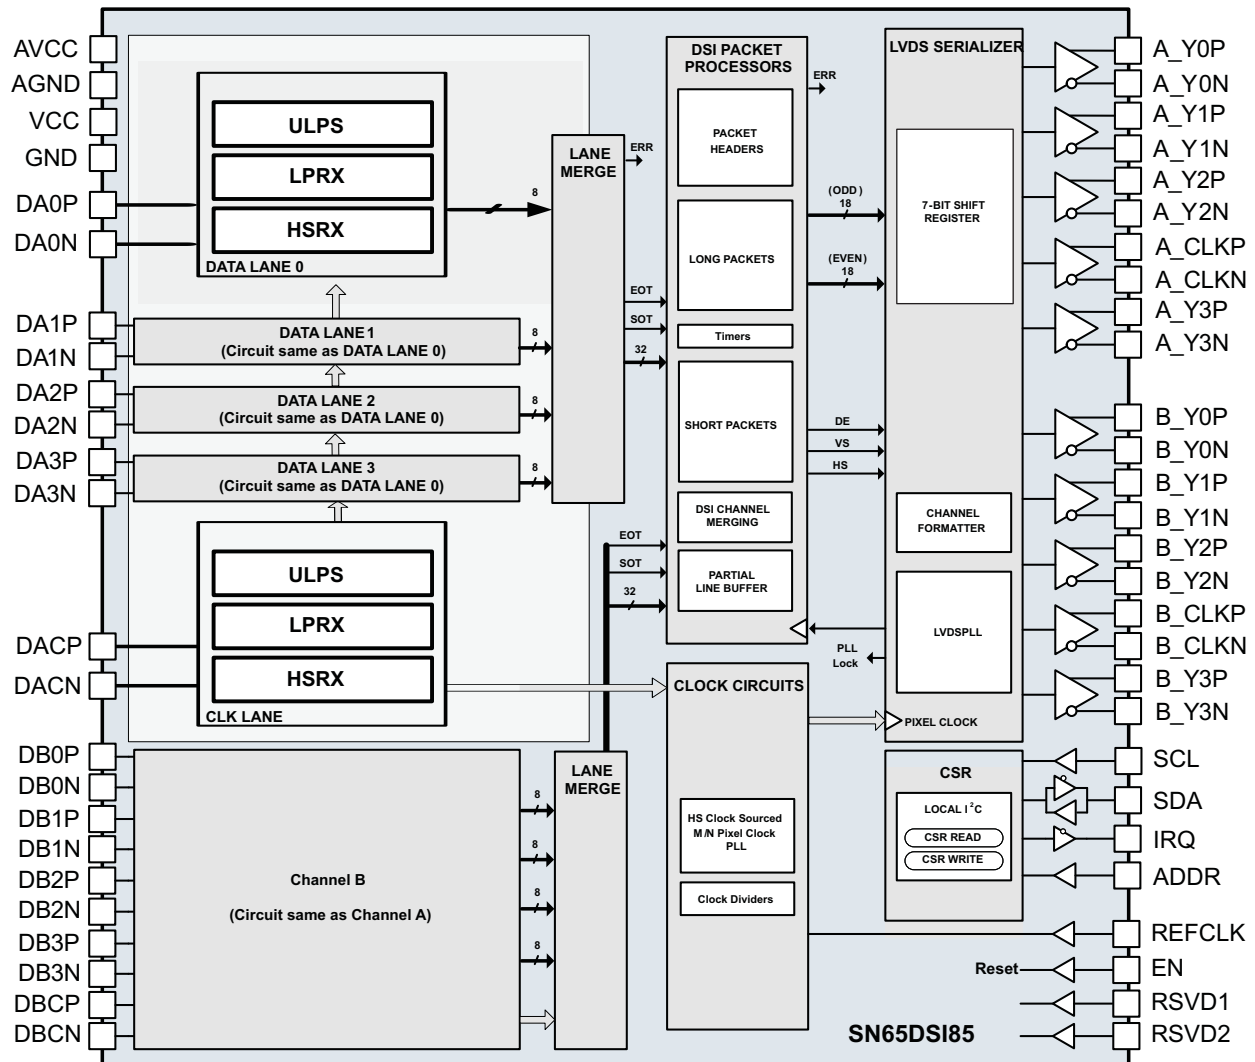 AVCC
AGND
VCC
GND
DA0P
DA0N
DA1P
DA1N
DA2P
DA2N
DA3P
DA3N
DACP
DACN
DB0P
DB0N
DB1P
DB1N
DB2P
DB2N
DB3P
DB3N
DBCP
DBCN
ULPS
LPRX
HSRX
DATA LANE 0
DATA LANE 1
(Circuit same as DATA LANE 0)
DATA LANE 2
(Circuit same as DATA LANE 0)
DATA LANE 3
(Circuit same as DATA LANE 0)
ULPS
LPRX
HSRX
CLK LANE
Channel B
(Circuit same as Channel A)
8
8
8
8
8
8
8
8
LANE
MERGE
ERR
EOT
SOT
32
LANE
MERGE
EOT
SOT
32
DSI PACKET
PROCESSORS
PACKET
HEADERS
LONG PACKETS
Timers
SHORT PACKETS
DSI CHANNEL
MERGING
PARTIAL
LINE BUFFER
ERR
(ODD)
18
(EVEN)
18
DE
VS
HS
PLL
Lock
CLOCK CIRCUITS
HS Clock Sourced
M/N Pixel Clock
PLL
Clock Dividers
LVDS SERIALIZER
7-BIT SHIFT
REGISTER
CHANNEL
FORMATTER
LVDSPLL
PIXEL CLOCK
CSR
LOCAL I2C
CSR READ
CSR WRITE
Reset
SN65DSI85
A_Y0P
A_Y0N
A_Y1P
A_Y1N
A_Y2P
A_Y2N
A_CLKP
A_CLKN
A_Y3P
A_Y3N
B_Y0P
B_Y0N
B_Y1P
B_Y1N
B_Y2P
B_Y2N
B_CLKP
B_CLKN
B_Y3P
B_Y3N
SCL
SDA
IRQ
ADDR
REFCLK
EN
RSVD1
RSVD2